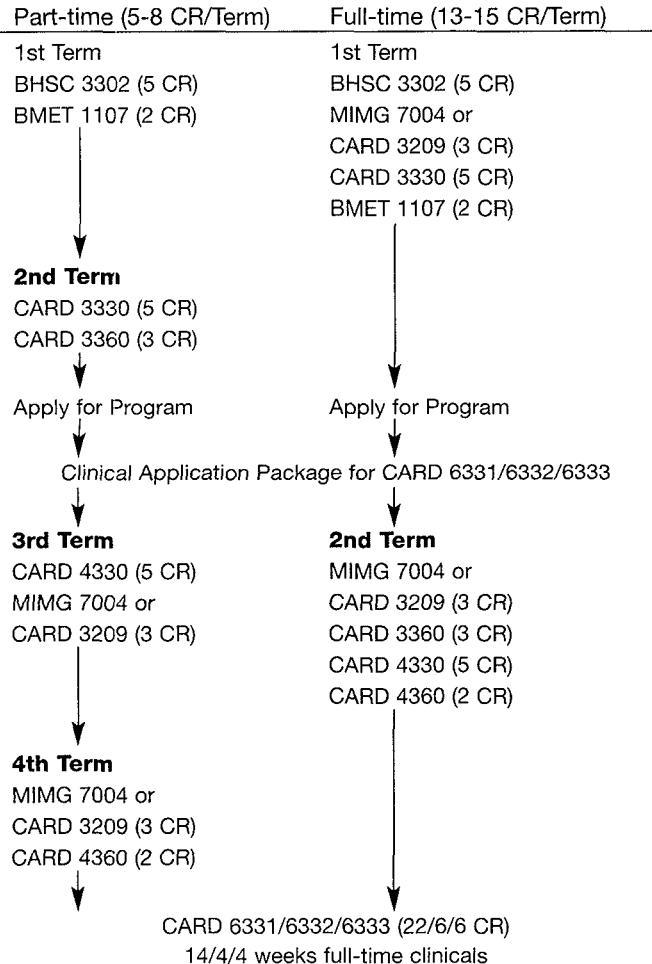 Part-time (5-8 CR/Term)
1st Term
BHSC 3302 (5 CR)
BMET 1107 (2 CR)
2nd Term
CARD 3330 (5 CR)
CARD 3360 (3 CR)
Apply for Program
Full-time (13-15 CR/Term)
1st Term
BHSC 3302 (5 CR)
MIMG 7004 or
CARD 3209 (3 CR)
CARD 3330 (5 CR)
BMET 1107 (2 CR)
Apply for Program
Clinical Application Package for CARD 6331/6332/6333
3rd Term
CARD 4330 (5 CR)
MIMG 7004 or
CARD 3209 (3 CR)
4th Term
MIMG 7004 or
CARD 3209 (3 CR)
CARD 4360 (2 CR)
2nd Term
MIMG 7004 or
CARD 3209 (3 CR)
CARD 3360 (3 CR)
CARD 4330 (5 CR)
CARD 4360 (2 CR)
CARD 6331/6332/6333 (22/6/6 CR)
14/4/4 weeks full-time clinicals